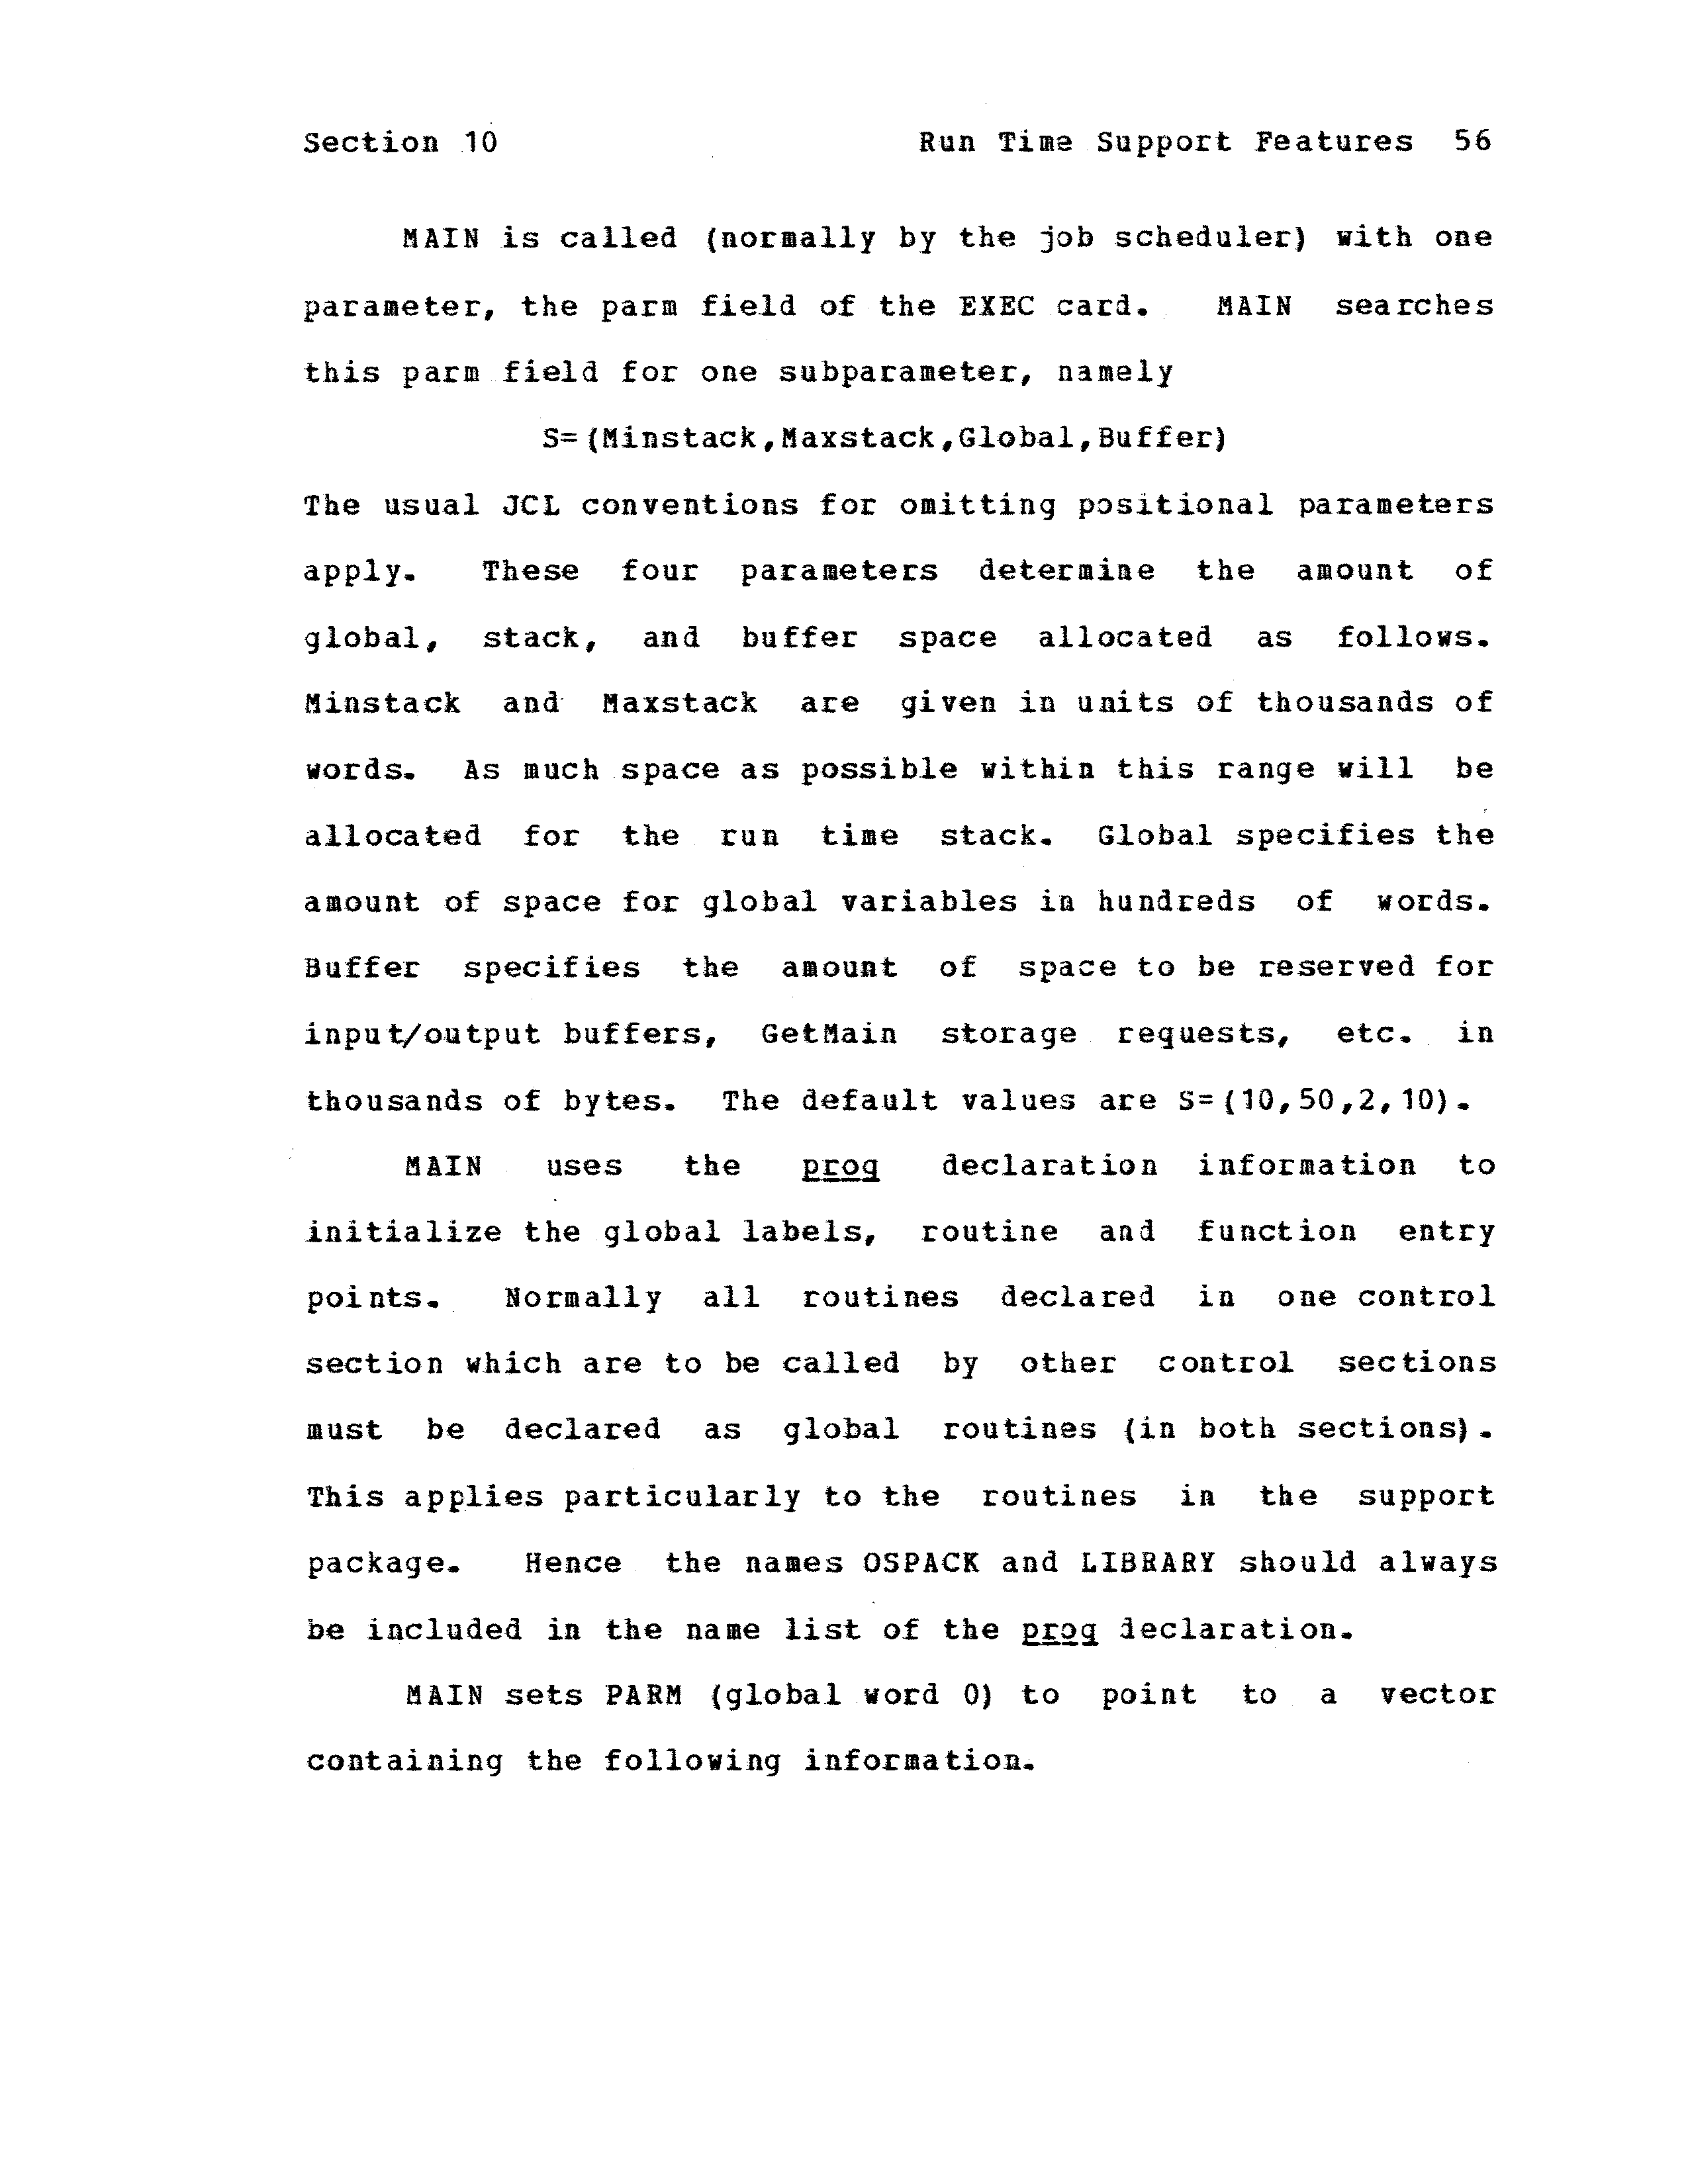 Section 10 Run Time Support Features 56
MAIN is called (normally by the job scheduler) with one
parameter, the parm field of the EXEC card. MAIN searches
this parm field for one subparameter, namely
S=(Minstack,Maxstack,Global,Buffer)
The usual JCL conventions for omitting positional parameters
apply. These four parameters determine the amount of
global, stack, and buffer space allocated as follows.
Minstack and Maxstack are given in units of thousands of
words. As much space as possible within this range will be
allocated for the run time stack. Global specifies the
amount of space for global variables in hundreds of words.
Buffer specifies the amount of space to be reserved for
input/output buffers, GetMain storage requests, etc. in
thousands of bytes. The default values are S=(10,50,2,10).
MAIN uses the prog declaration information to
initialize the global labels, routine and function entry
points. Normally all routines declared in one control
section which are to be called by other control sections
must be declared as global routines (in both sections).
This applies particularly to the routines in the support
package. Hence the names OSPACK and LIBRARY should always
be included in the name list of the prog declaration.
MAIN sets PARM (global word 0) to point to a vector
containing the following information.